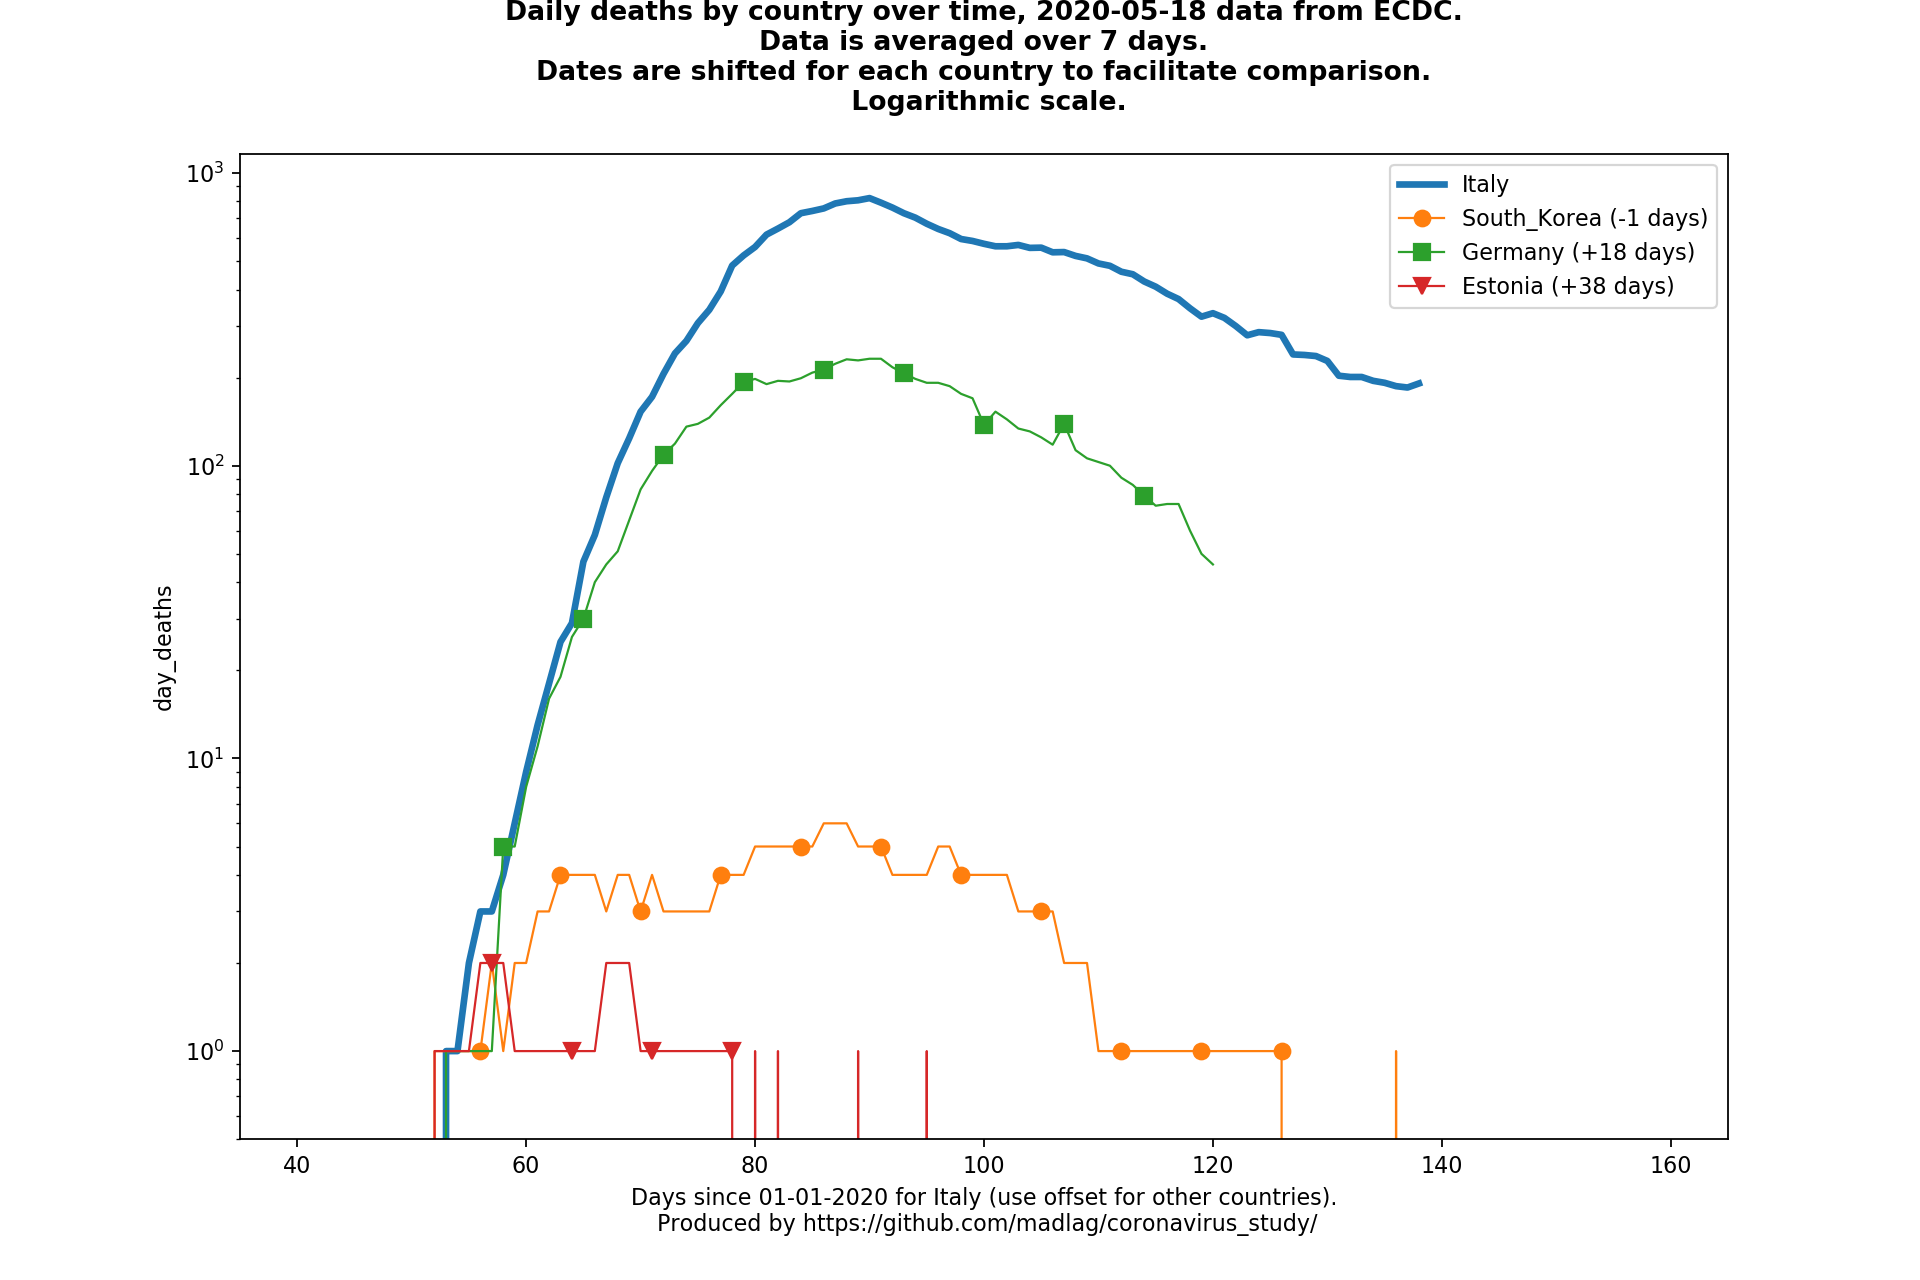 Daily deaths by country over time, 2020-05-18 data from ECDC.
Data is averaged over 7 days.
Dates are shifted for each country to facilitate comparison.
Logarithmic scale.
10³
10²
10¹
10⁰
day_deaths
Italy
South_Korea (-1 days)
Germany (+18 days)
Estonia (+38 days)
40 60 80 100 120 140 160
Days since 01-01-2020 for Italy (use offset for other countries).
Produced by https://github.com/madlag/coronavirus_study/